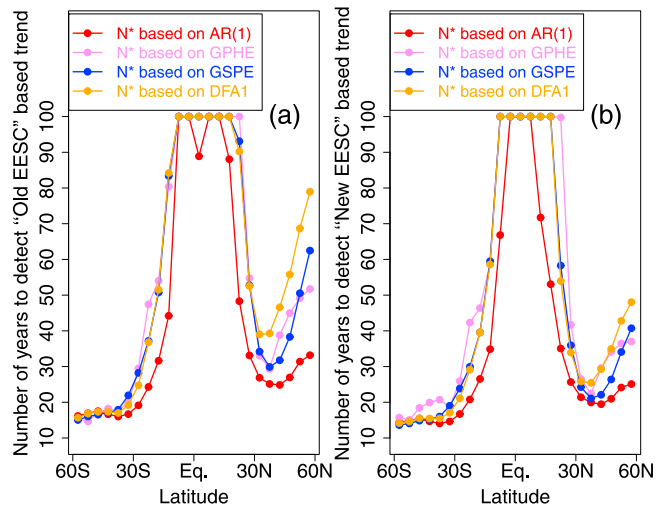 N* based on AR(1)
N* based on GPHE
N* based on GSPE
N* based on DFA1
(a)
Number of years to detect "Old EESC" based trend
100
90
80
70
60
50
40
30
20
10
60S 30S Eq. 30N 60N
Latitude
N* based on AR(1)
N* based on GPHE
N* based on GSPE
N* based on DFA1
(b)
Number of years to detect "New EESC" based trend
100
90
80
70
60
50
40
30
20
10
60S 30S Eq. 30N 60N
Latitude